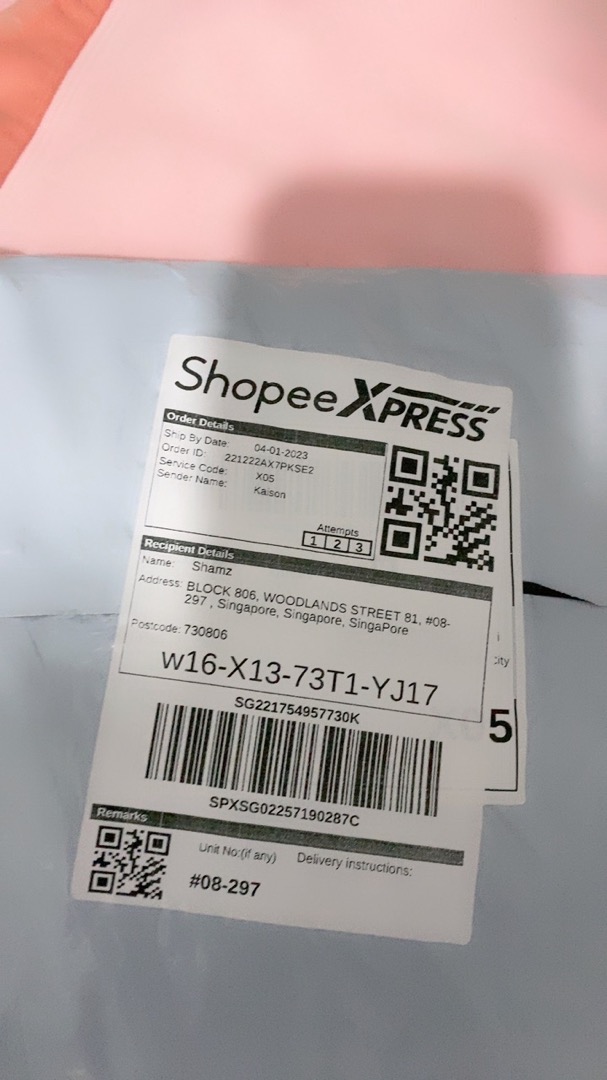 Shopee XPRESS
Order Details
Ship By Date: 04-01-2023
Order ID: 221222AX7PKSE2
Service Code: X05
Sender Name: Kaison
Attempts
1 2 3
Recipient Details
Name: Shamz
Address: BLOCK 806, WOODLANDS STREET 81, #08-
297 , Singapore, Singapore, SingaPore
Postcode: 730806
w16-X13-73T1-YJ17
SG221754957730K
SPXSG02257190287C
Remarks
Unit No:(if any) Delivery instructions:
#08-297
5